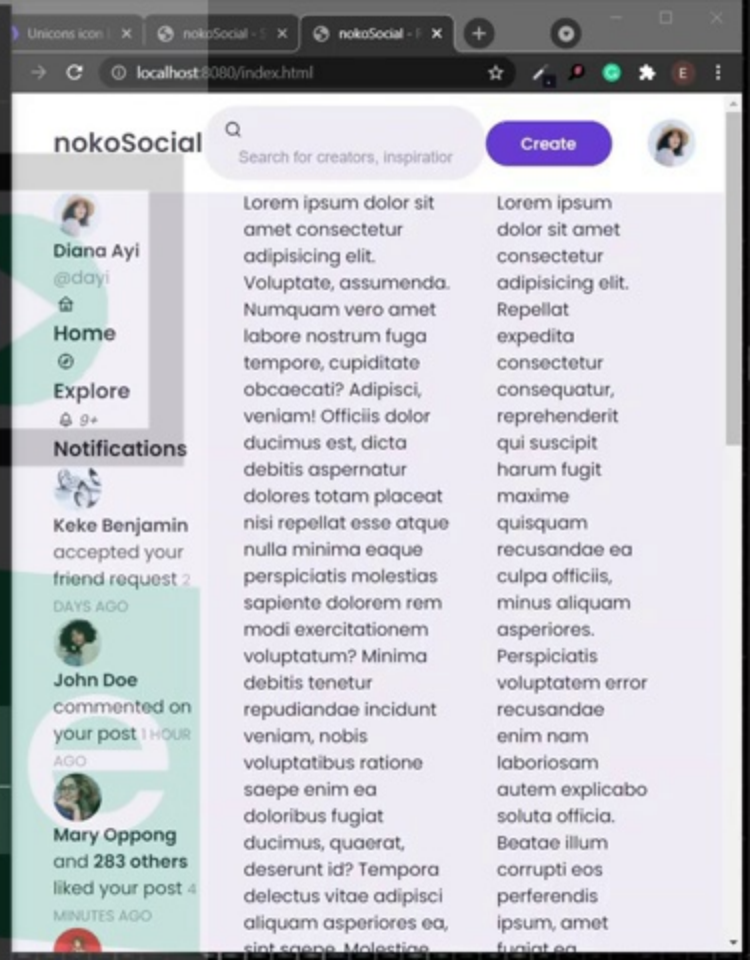 Unicons icon
nokoSocial - S
nokoSocial - F
localhost:8080/index.html
E
nokoSocial
Search for creators, inspiration
Create
Diana Ayi
@dayi
Home
Explore
9+
Notifications
Keke Benjamin
accepted your
friend request 2
DAYS AGO
John Doe
commented on
your post 1 HOUR
AGO
Mary Oppong
and 283 others
liked your post 4
MINUTES AGO
e
Lorem ipsum dolor sit
amet consectetur
adipisicing elit.
Voluptate, assumenda.
Numquam vero amet
labore nostrum fuga
tempore, cupiditate
obcaecati? Adipisci,
veniam! Officiis dolor
ducimus est, dicta
debitis aspernatur
dolores totam placeat
nisi repellat esse atque
nulla minima eaque
perspiciatis molestias
sapiente dolorem rem
modi exercitationem
voluptatum? Minima
debitis tenetur
repudiandae incidunt
veniam, nobis
voluptatibus ratione
saepe enim ea
doloribus fugiat
ducimus, quaerat,
deserunt id? Tempora
delectus vitae adipisci
aliquam asperiores ea,
sint saepe. Molestiae
Lorem ipsum
dolor sit amet
consectetur
adipisicing elit.
Repellat
expedita
consectetur
consequatur,
reprehenderit
qui suscipit
harum fugit
maxime
quisquam
recusandae ea
culpa officiis,
minus aliquam
asperiores.
Perspiciatis
voluptatem error
recusandae
enim nam
laboriosam
autem explicabo
soluta officia.
Beatae illum
corrupti eos
perferendis
ipsum, amet
fugiat ea